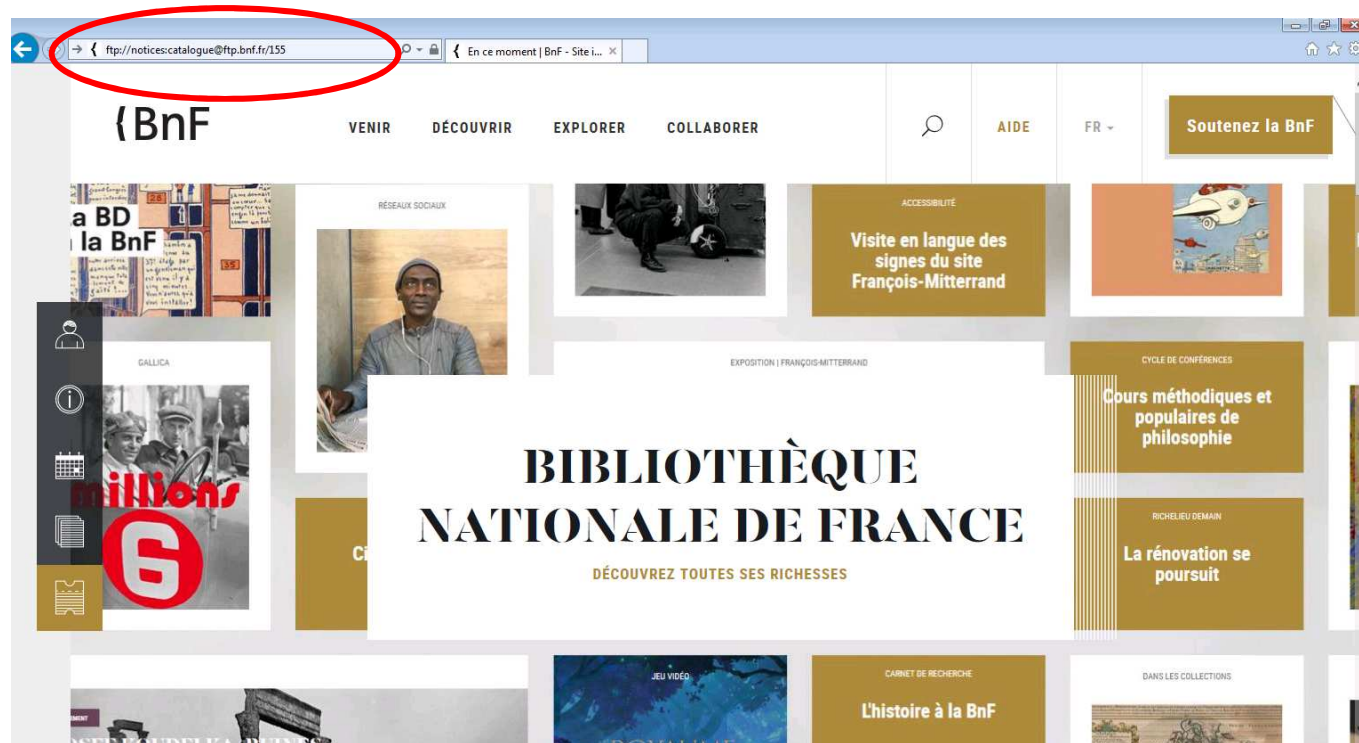 ftp://notices:catalogue@ftp.bnf.fr/155
En ce moment | BnF - Site i...
{BnF
VENIR DÉCOUVRIR EXPLORER COLLABORER
AIDE
FR
Soutenez la BnF
a BD
la BnF
28
35
RÉSEAUX SOCIAUX
ACCESSIBILITÉ
Visite en langue des
signes du site
François-Mitterrand
GALLICA
millions
6
EXPOSITION | FRANÇOIS-MITTERRAND
CYCLE DE CONFÉRENCES
Cours méthodiques et
populaires de
philosophie
BIBLIOTHÈQUE
NATIONALE DE FRANCE
DÉCOUVREZ TOUTES SES RICHESSES
Ci
RICHELIEU DEMAIN
La rénovation se
poursuit
JEU VIDÉO
CARNET DE RECHERCHE
L'histoire à la BnF
DANS LES COLLECTIONS